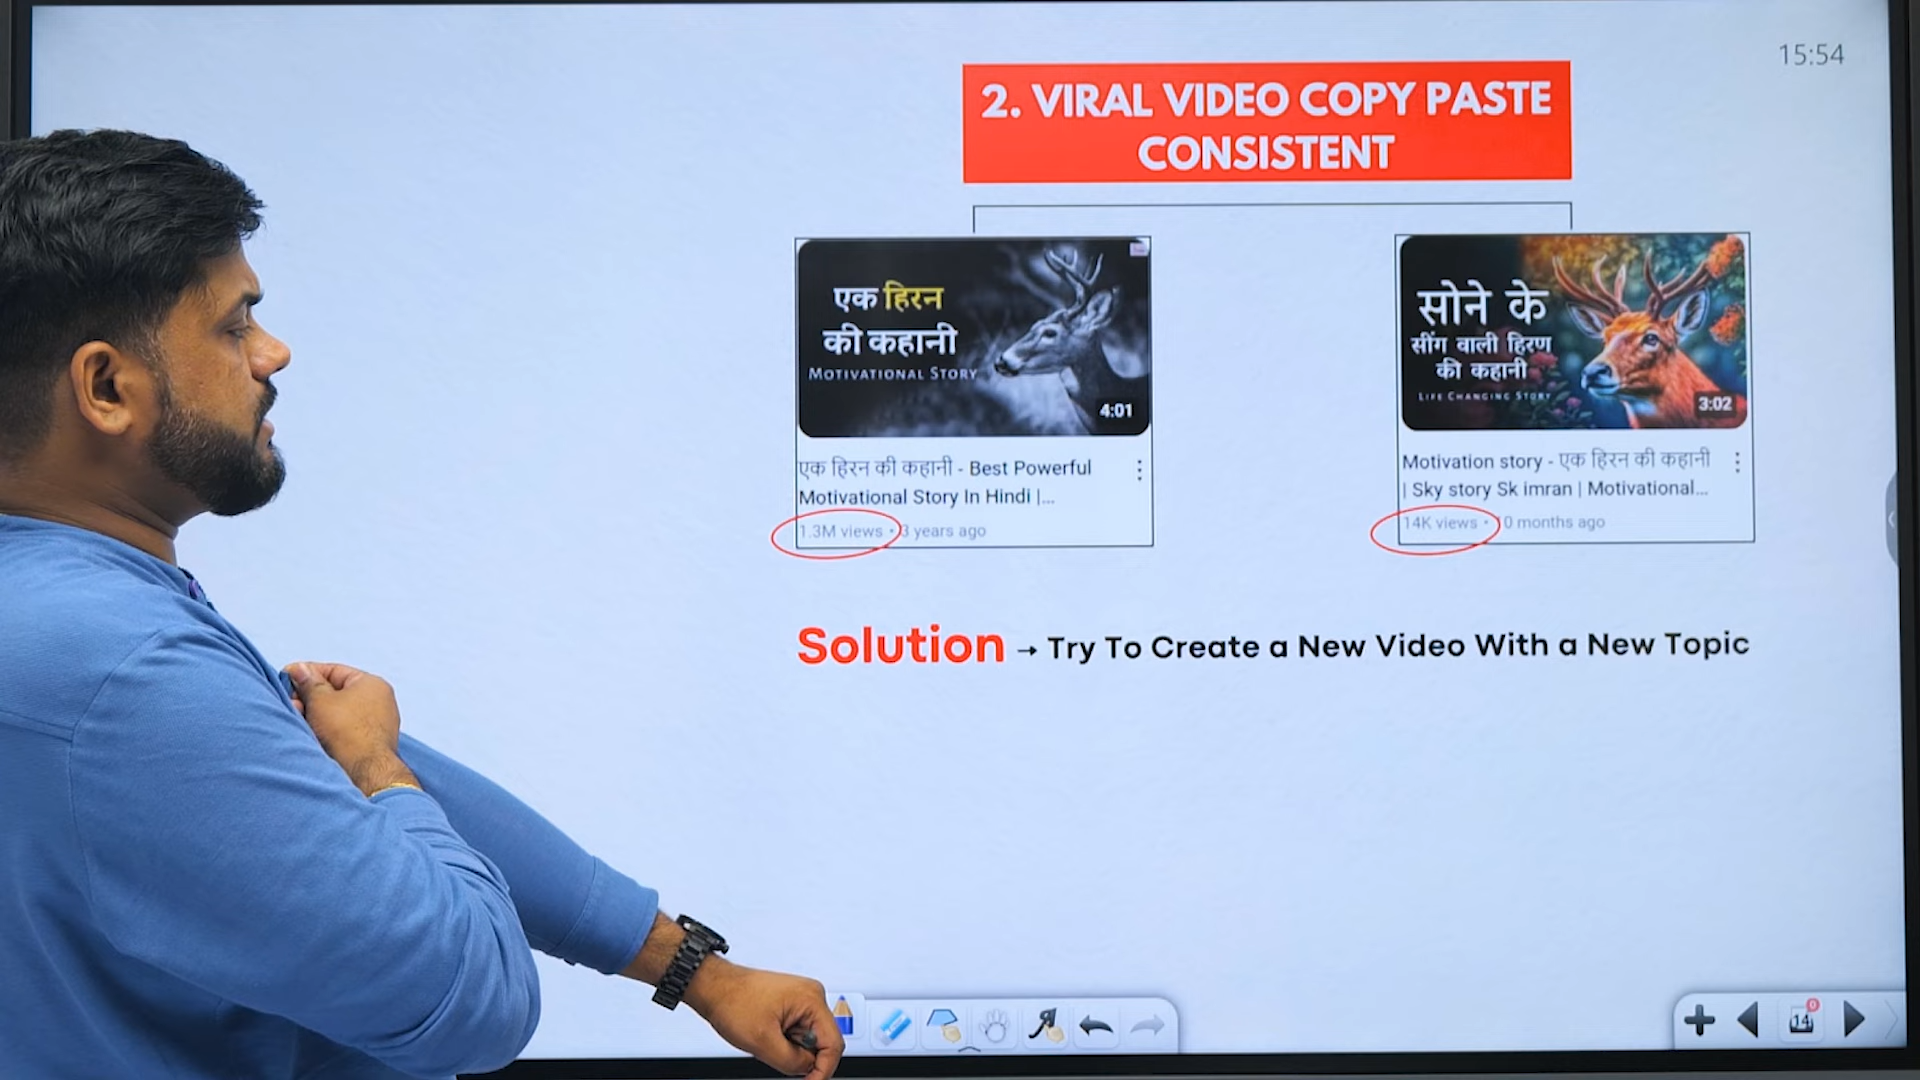 15:54
2. VIRAL VIDEO COPY PASTE
CONSISTENT
एक हिरन
की कहानी
MOTIVATIONAL STORY
4:01
एक हिरन की कहानी - Best Powerful
Motivational Story In Hindi |...
1.3M views • 3 years ago
सोने के
सींग वाली हिरण
की कहानी
LIFE CHANGING STORY
3:02
Motivation story - एक हिरन की कहानी
| Sky story Sk imran | Motivational...
14K views • 10 months ago
Solution → Try To Create a New Video With a New Topic
14
0